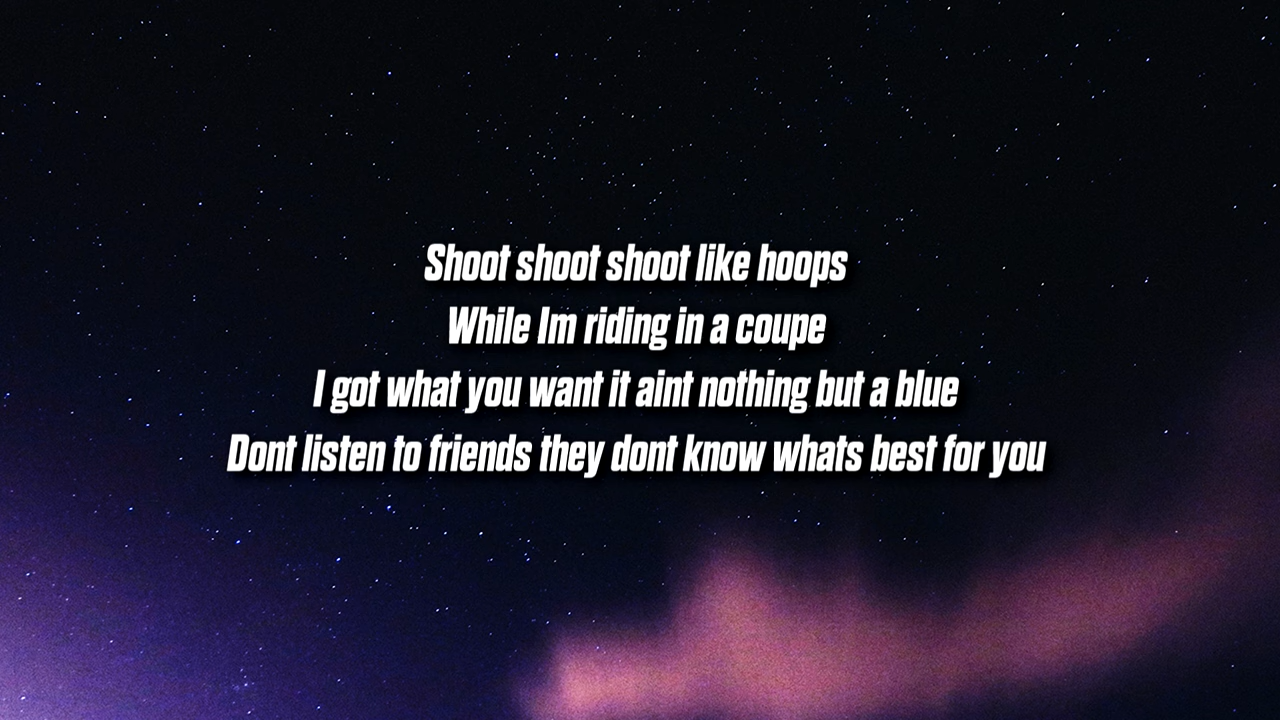 Shoot shoot shoot like hoops
While Im riding in a coupe
I got what you want it aint nothing but a blue
Dont listen to friends they dont know whats best for you